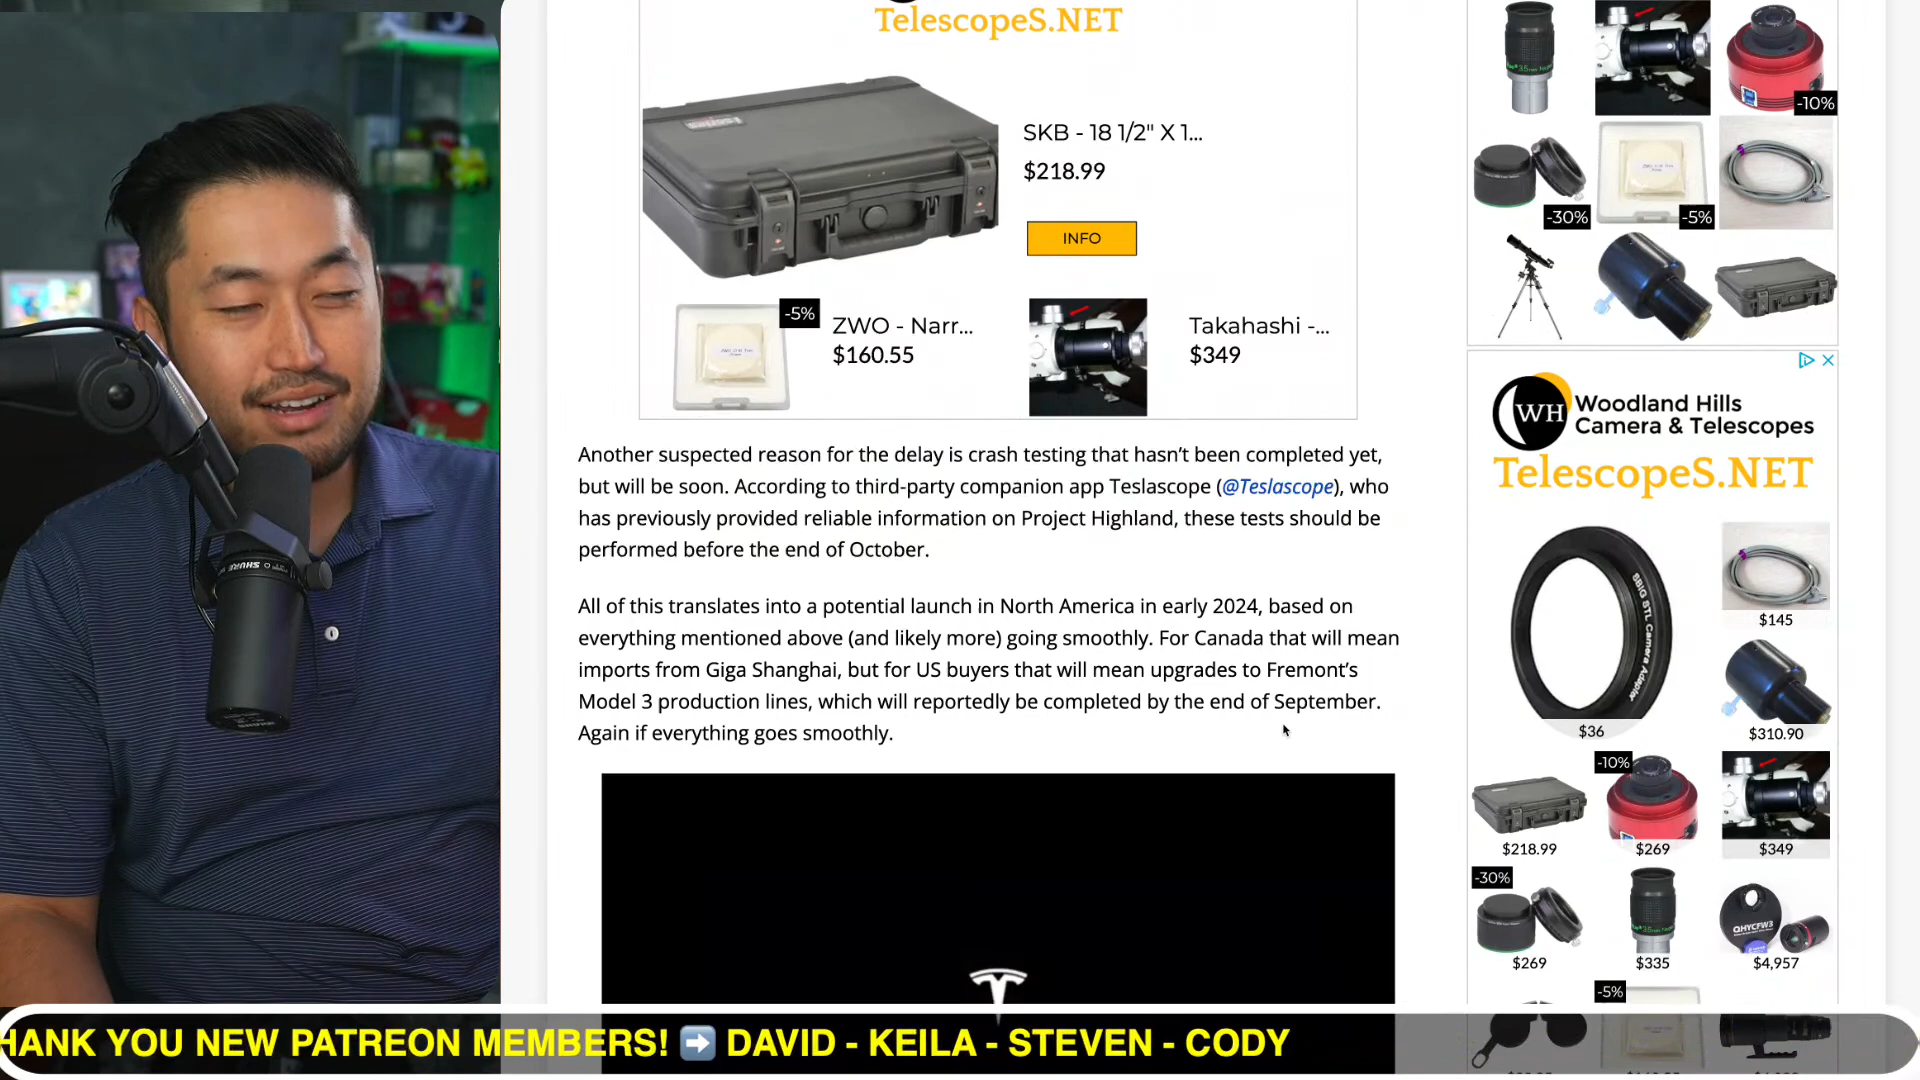 TelescopeS.NET
SKB - 18 1/2" X 1...
$218.99
INFO
-5%
ZWO - Narr...
$160.55
Takahashi -...
$349
Another suspected reason for the delay is crash testing that hasn't been completed yet,
but will be soon. According to third-party companion app Teslascope (@Teslascope), who
has previously provided reliable information on Project Highland, these tests should be
performed before the end of October.
All of this translates into a potential launch in North America in early 2024, based on
everything mentioned above (and likely more) going smoothly. For Canada that will mean
imports from Giga Shanghai, but for US buyers that will mean upgrades to Fremont's
Model 3 production lines, which will reportedly be completed by the end of September.
Again if everything goes smoothly.
-10%
-30%
-5%
WH
Woodland Hills
Camera & Telescopes
TelescopeS.NET
SBIG STL Camera Adapter
$36
$145
$310.90
$218.99
-10%
$269
$349
-30%
$269
$335
QHYCFW3
$4,957
-5%
SHURE
HANK YOU NEW PATREON MEMBERS! ➡️ DAVID - KEILA - STEVEN - CODY